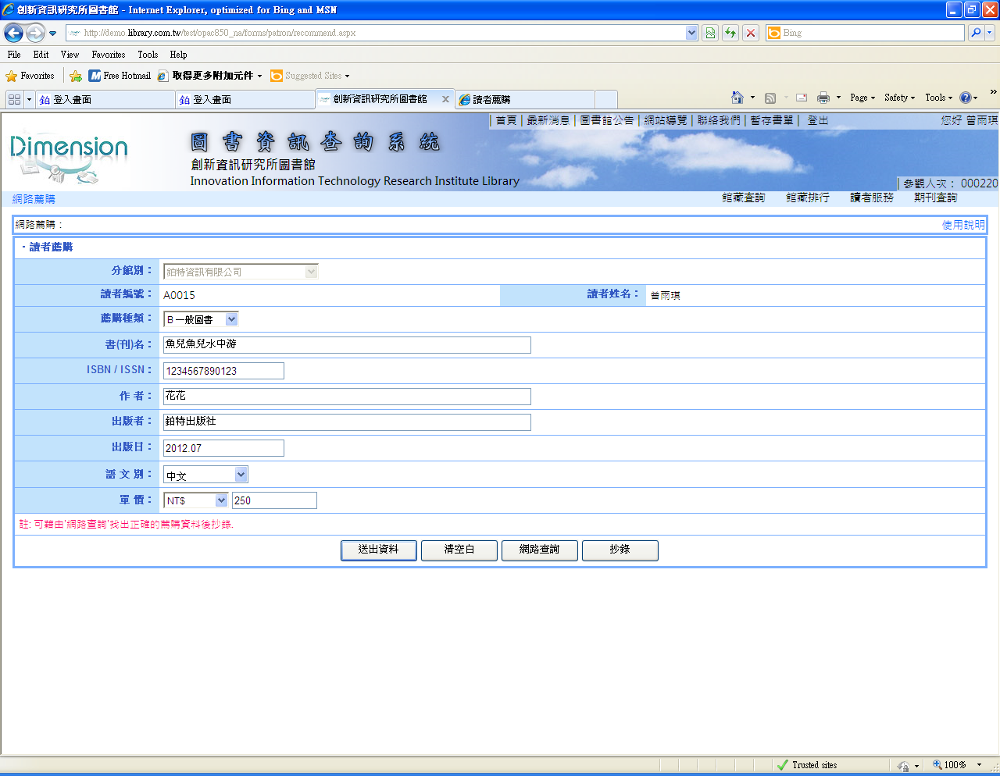 創新資訊研究所圖書館 - Internet Explorer, optimized for Bing and MSN
http://demo.library.com.tw/test/opac850_na/forms/patron/recommend.aspx
Bing
File Edit View Favorites Tools Help
Favorites Free Hotmail 取得更多附加元件 Suggested Sites
鉑 登入畫面 鉑 登入畫面 創新資訊研究所圖書館 讀者薦購 Page Safety Tools
| 首頁 | 最新消息 | 圖書館公告 | 網站導覽 | 聯絡我們 | 暫存書單 | 登出 您好 曾雨琪
Dimension
圖書資訊查詢系統
創新資訊研究所圖書館
Innovation Information Technology Research Institute Library
| 參觀人次： 000220
網路薦購 館藏查詢 館藏排行 讀者服務 期刊查詢
網路薦購： 使用說明
· 讀者薦購
分館別： 鉑特資訊有限公司
讀者編號： A0015 讀者姓名： 曾雨琪
薦購種類： B 一般圖書
書(刊)名： 魚兒魚兒水中游
ISBN / ISSN： 1234567890123
作 者： 花花
出版者： 鉑特出版社
出版日： 2012.07
語 文 別： 中文
單 價： NT$ 250
註: 可藉由'網路查詢'找出正確的薦購資料後抄錄.
送出資料 清空白 網路查詢 抄錄
Trusted sites 100%